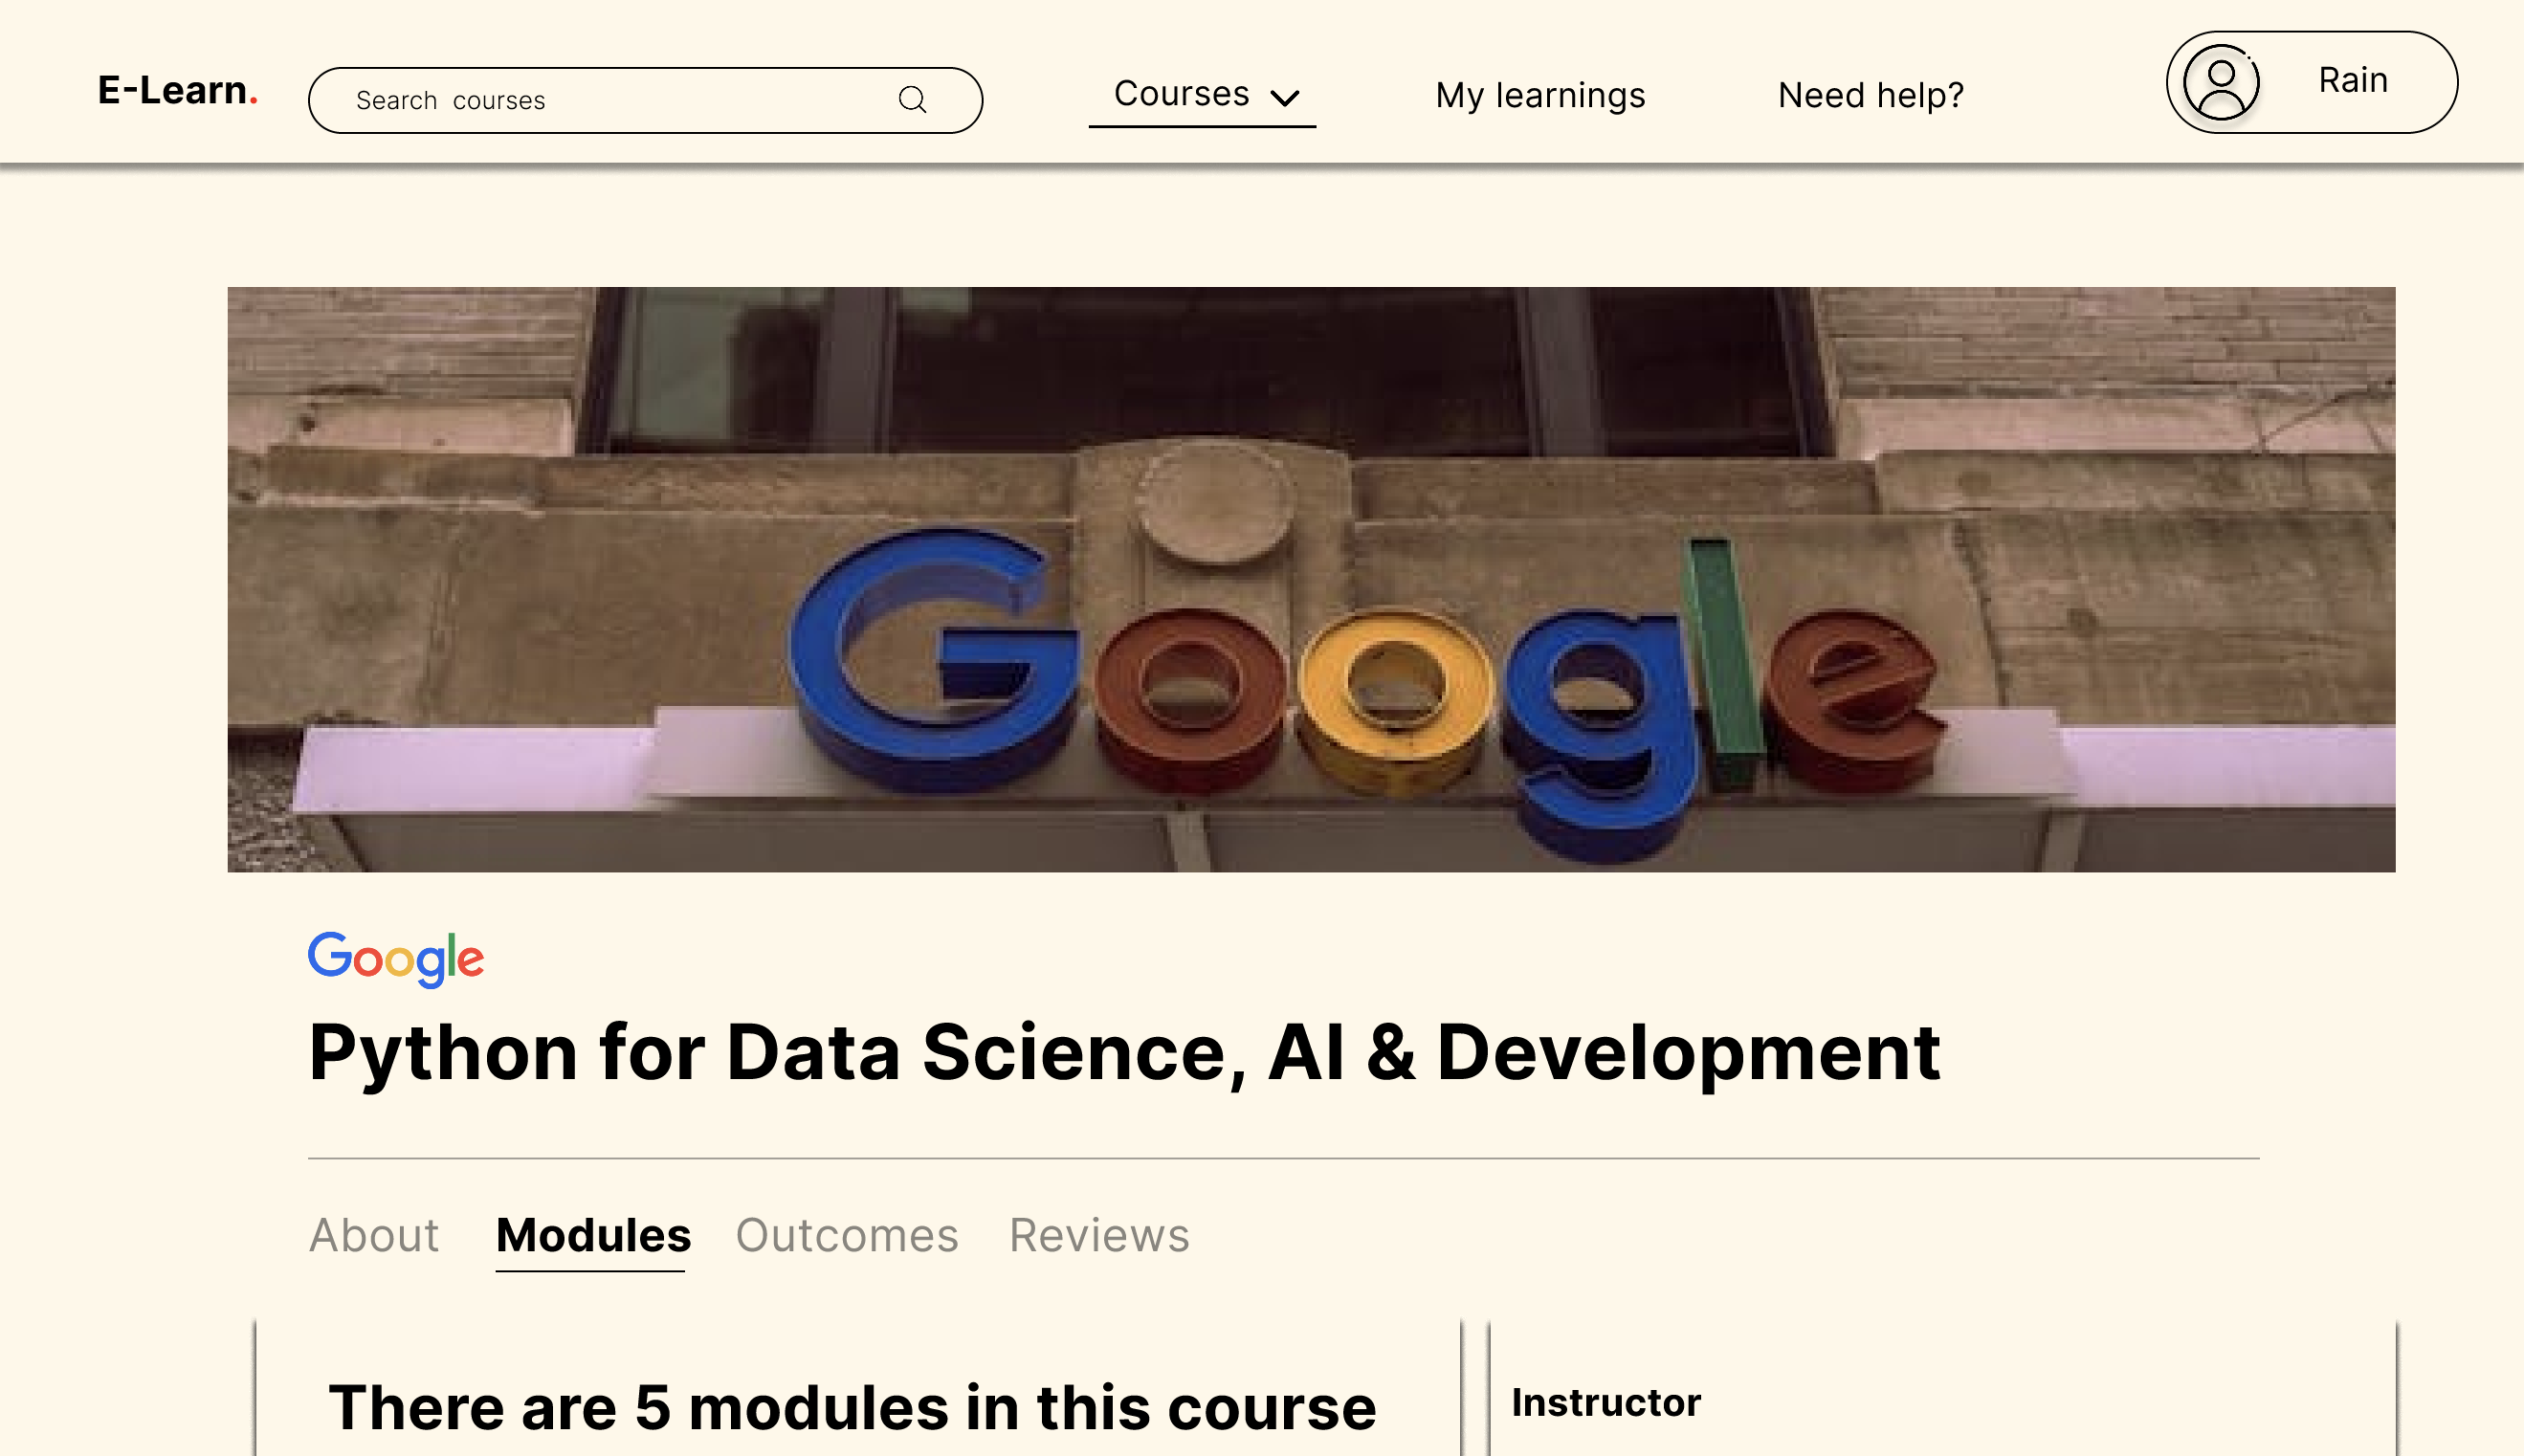 E-Learn.
Search courses
Courses
My learnings
Need help?
Rain
Google
Google
Python for Data Science, AI & Development
About
Modules
Outcomes
Reviews
There are 5 modules in this course
Instructor